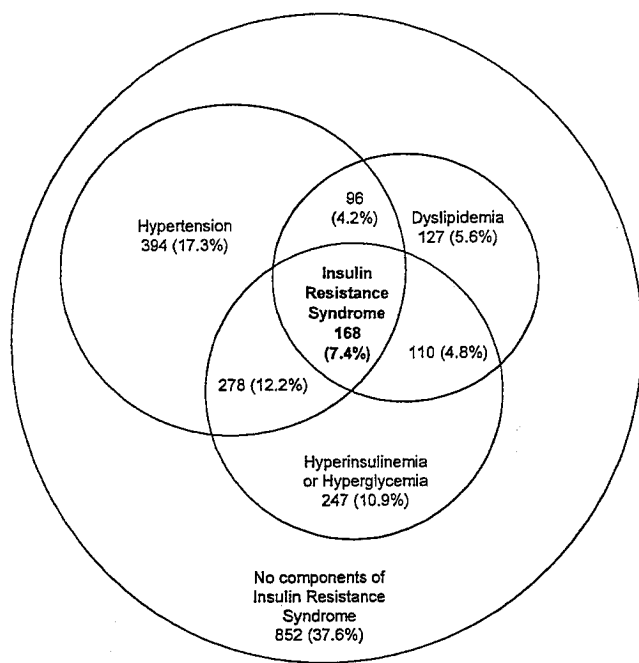 96
(4.2%)
Hypertension
394 (17.3%)
Dyslipidemia
127 (5.6%)
Insulin
Resistance
Syndrome
168
(7.4%)
110 (4.8%)
278 (12.2%)
Hyperinsulinemia
or Hyperglycemia
247 (10.9%)
No components of
Insulin Resistance
Syndrome
852 (37.6%)